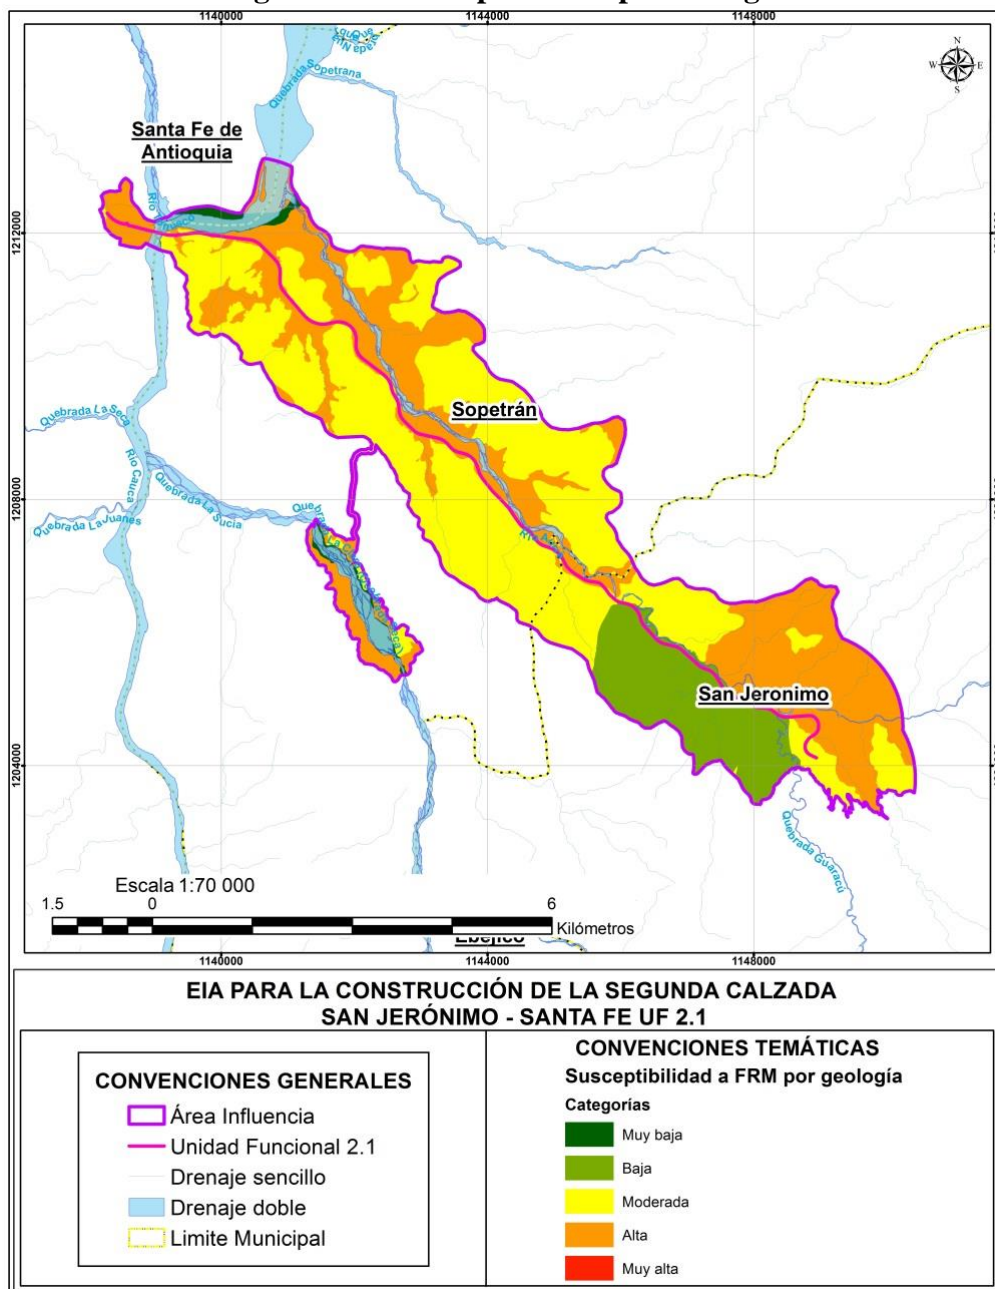 1140000 1144000 1148000
N
W E
S
Quebrada Sopetrana
Santa Fe de
Antioquia
1212000
Sopetrán
Quebrada La Seca
Río Cauca
Quebrada La Sucia
Quebrada La Juanes
1208000
San Jeronimo
1204000
Quebrada Guaracú
Escala 1:70 000
1.5 0 6
Kilómetros
Ebejico
1140000 1144000 1148000
EIA PARA LA CONSTRUCCIÓN DE LA SEGUNDA CALZADA
SAN JERÓNIMO - SANTA FE UF 2.1
CONVENCIONES GENERALES
Área Influencia
Unidad Funcional 2.1
Drenaje sencillo
Drenaje doble
Limite Municipal
CONVENCIONES TEMÁTICAS
Susceptibilidad a FRM por geología
Categorías
Muy baja
Baja
Moderada
Alta
Muy alta